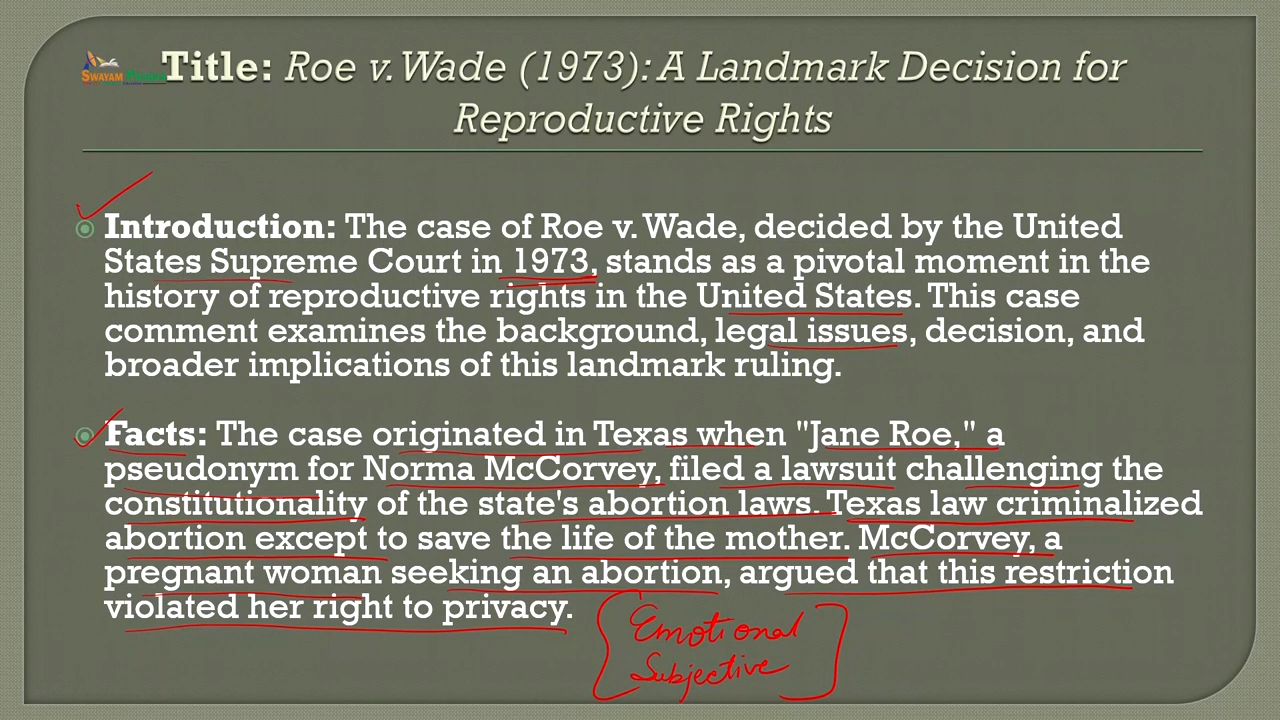 SWAYAM PRABHA
Title: Roe v. Wade (1973): A Landmark Decision for
Reproductive Rights
Introduction: The case of Roe v. Wade, decided by the United
States Supreme Court in 1973, stands as a pivotal moment in the
history of reproductive rights in the United States. This case
comment examines the background, legal issues, decision, and
broader implications of this landmark ruling.
Facts: The case originated in Texas when "Jane Roe," a
pseudonym for Norma McCorvey, filed a lawsuit challenging the
constitutionality of the state's abortion laws. Texas law criminalized
abortion except to save the life of the mother. McCorvey, a
pregnant woman seeking an abortion, argued that this restriction
violated her right to privacy.
Emotional
Subjective